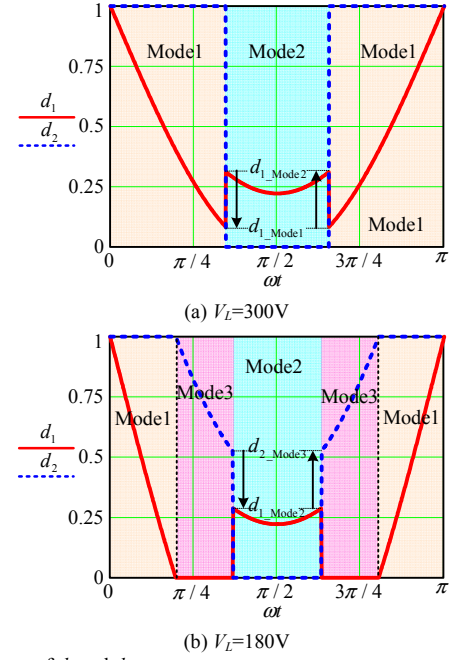 1
Mode1 Mode2 Mode1
0.75
d₁
d₂
0.5
d₁_Mode2
0.25
d₁_Mode1
Mode1
0
0 π / 4 π / 2 3π / 4 π
ωt
(a) V_L=300V
1
Mode2
Mode3 Mode3
0.75
Mode1 Mode1
d₁
d₂
0.5
d₂_Mode3
d₁_Mode2
0.25
0
0 π / 4 π / 2 3π / 4 π
ωt
(b) V_L=180V